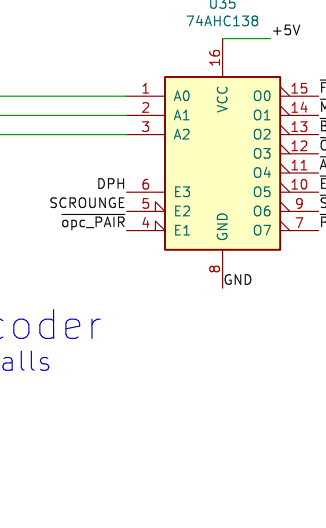 U35
74AHC138
+5V
16
1 A0 VCC O0 15
2 A1 O1 14
3 A2 O2 13
O3 12
O4 11
DPH 6 E3 O5 10
SCROUNGE 5 E2 O6 9
opc_PAIR 4 E1 GND O7 7
8
GND
coder
alls